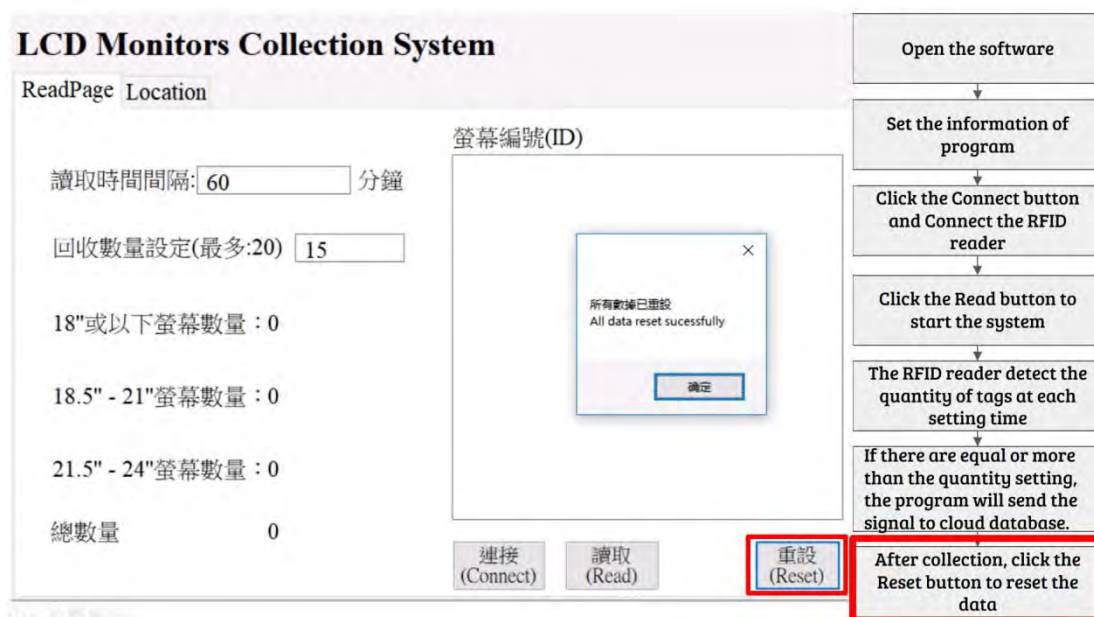 LCD Monitors Collection System
ReadPage Location
螢幕編號(ID)
讀取時間間隔: 60 分鐘
回收數量設定(最多:20) 15
18"或以下螢幕數量：0
18.5" - 21"螢幕數量：0
21.5" - 24"螢幕數量：0
總數量 0
所有數據已重設
All data reset sucessfully
确定
連接
(Connect)
讀取
(Read)
重設
(Reset)
Open the software
Set the information of
program
Click the Connect button
and Connect the RFID
reader
Click the Read button to
start the system
The RFID reader detect the
quantity of tags at each
setting time
If there are equal or more
than the quantity setting,
the program will send the
signal to cloud database.
After collection, click the
Reset button to reset the
data